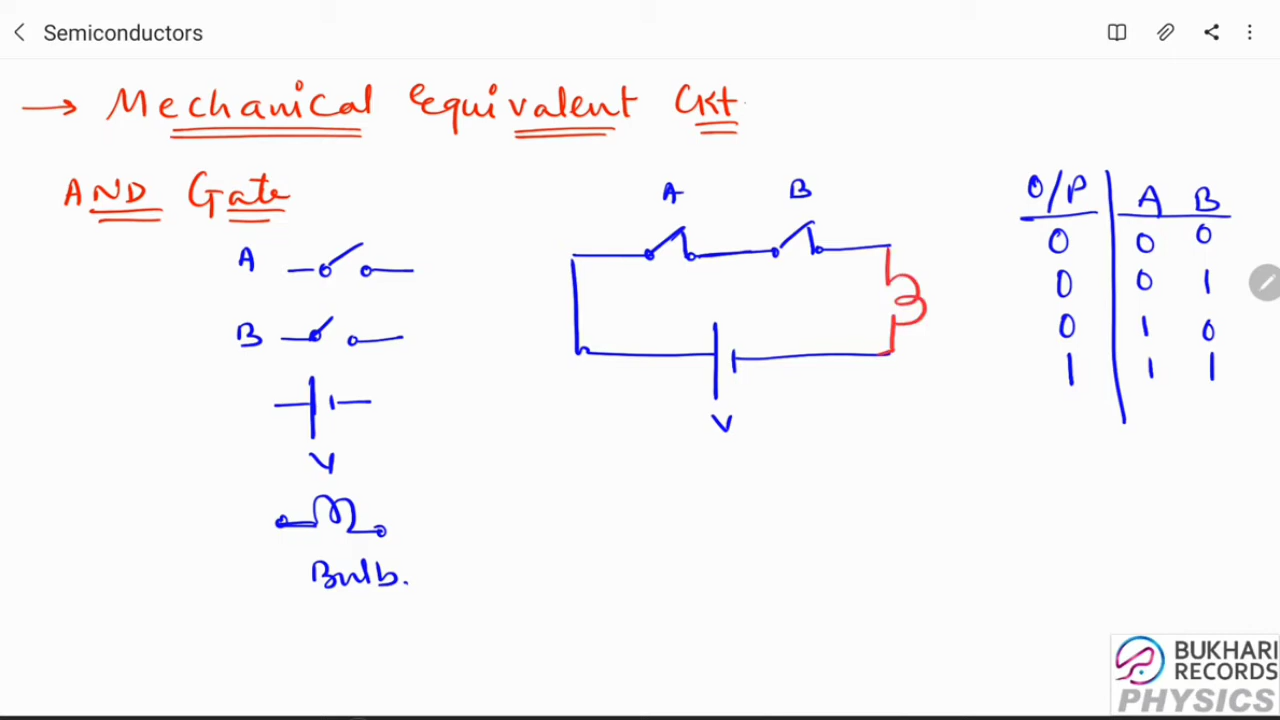 Semiconductors
→ Mechanical Equivalent Ckt
AND Gate
A
B
V
Bulb.
A B
V
O/P A B
0 0 0
0 0 1
0 1 0
1 1 1
BUKHARI
RECORDS
PHYSICS